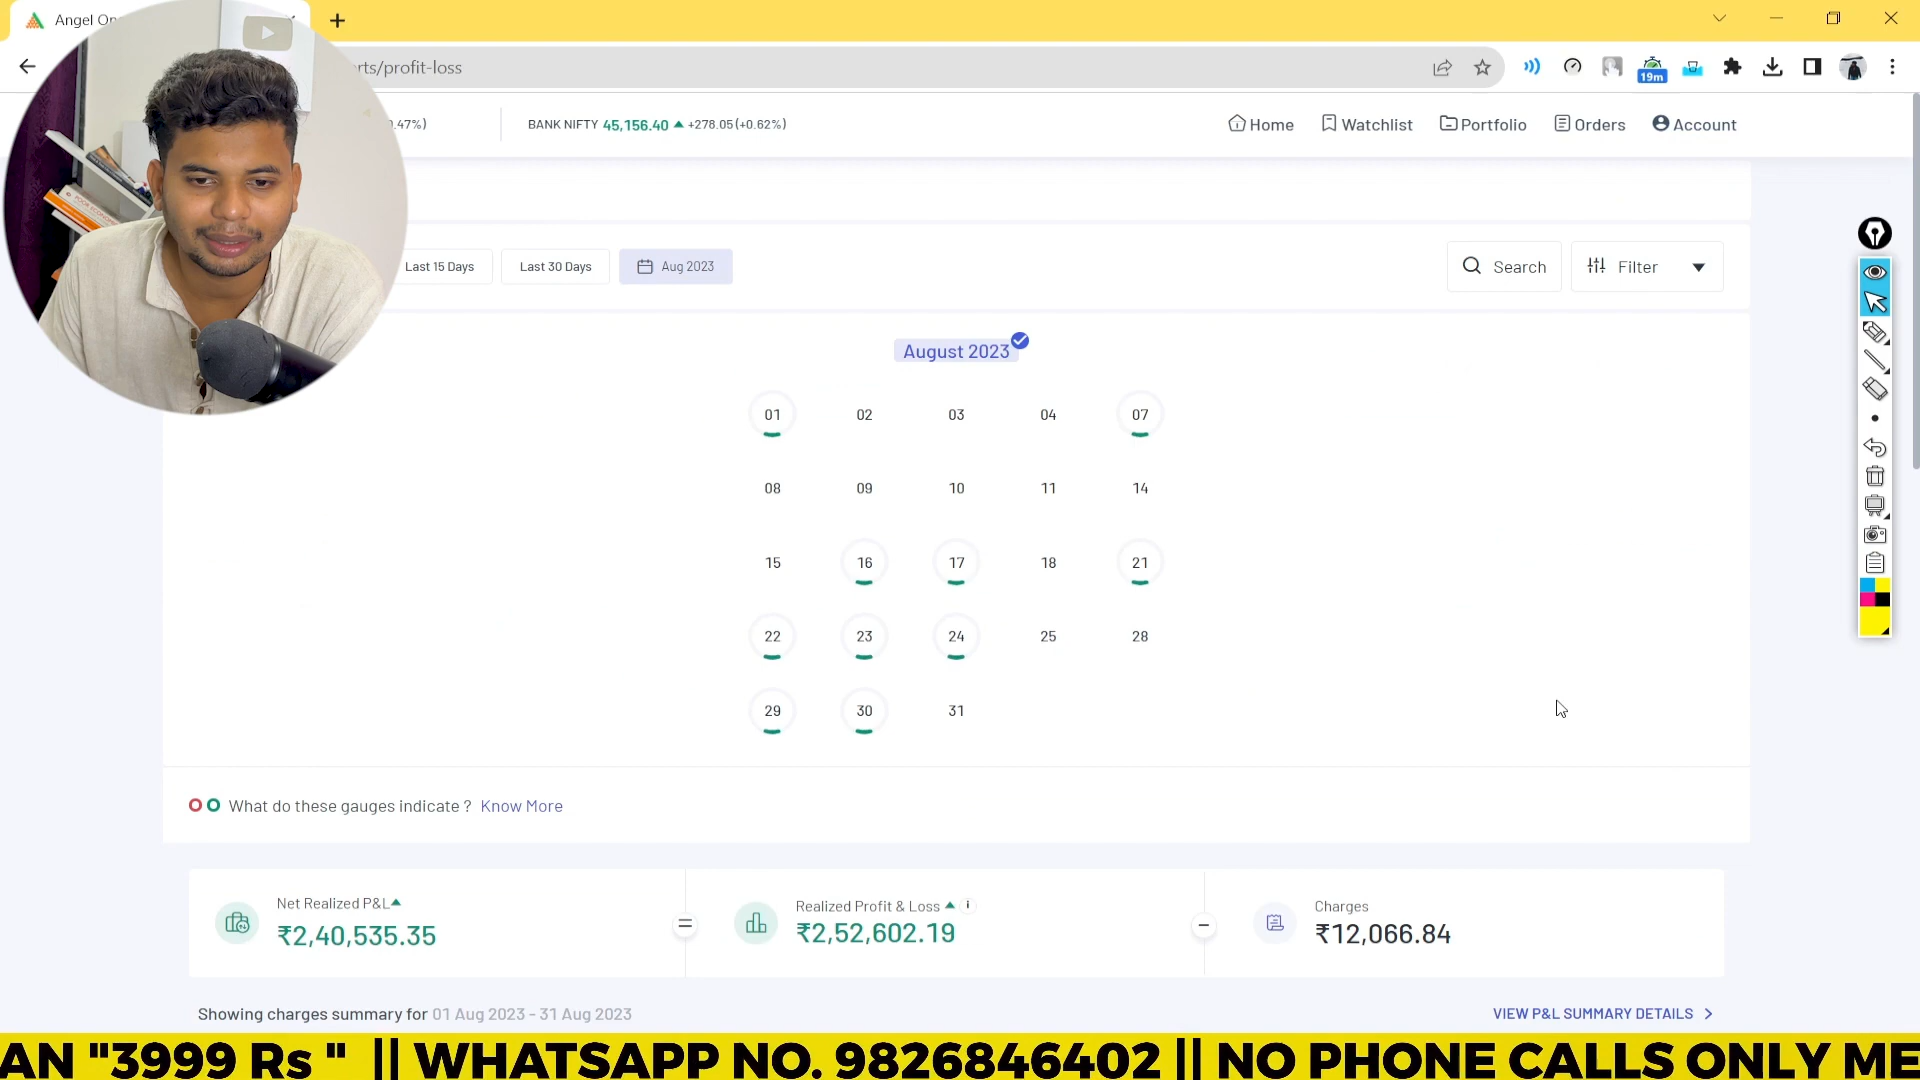 Angel On
rts/profit-loss
19m
.47%)
BANK NIFTY 45,156.40 +278.05(+0.62%)
Home Watchlist Portfolio Orders Account
Last 15 Days Last 30 Days Aug 2023
Search Filter
August 2023
01 02 03 04 07
08 09 10 11 14
15 16 17 18 21
22 23 24 25 28
29 30 31
What do these gauges indicate ? Know More
Net Realized P&L
₹2,40,535.35
=
Realized Profit & Loss i
₹2,52,602.19
-
Charges
₹12,066.84
Showing charges summary for 01 Aug 2023 - 31 Aug 2023
VIEW P&L SUMMARY DETAILS >
AN "3999 Rs " || WHATSAPP NO. 9826846402 || NO PHONE CALLS ONLY ME